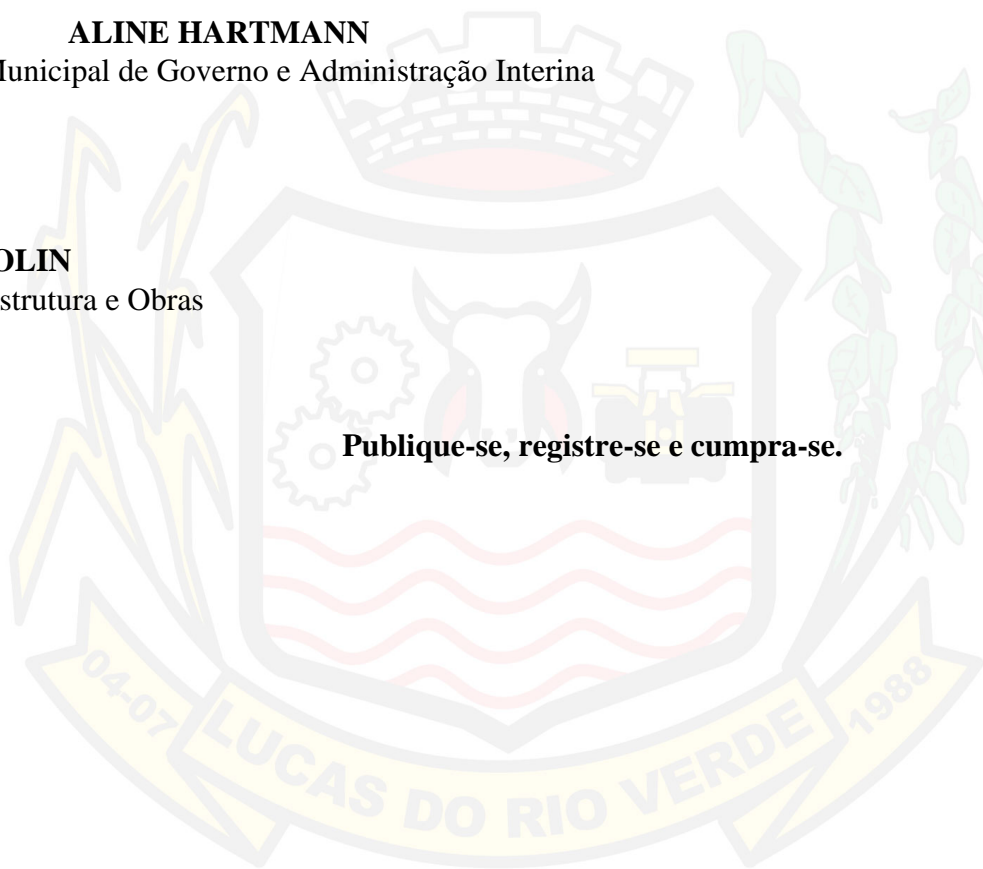 ALINE HARTMANN
Municipal de Governo e Administração Interina
OLIN
strutura e Obras
Publique-se, registre-se e cumpra-se.
04-07
LUCAS DO RIO VERDE
1988